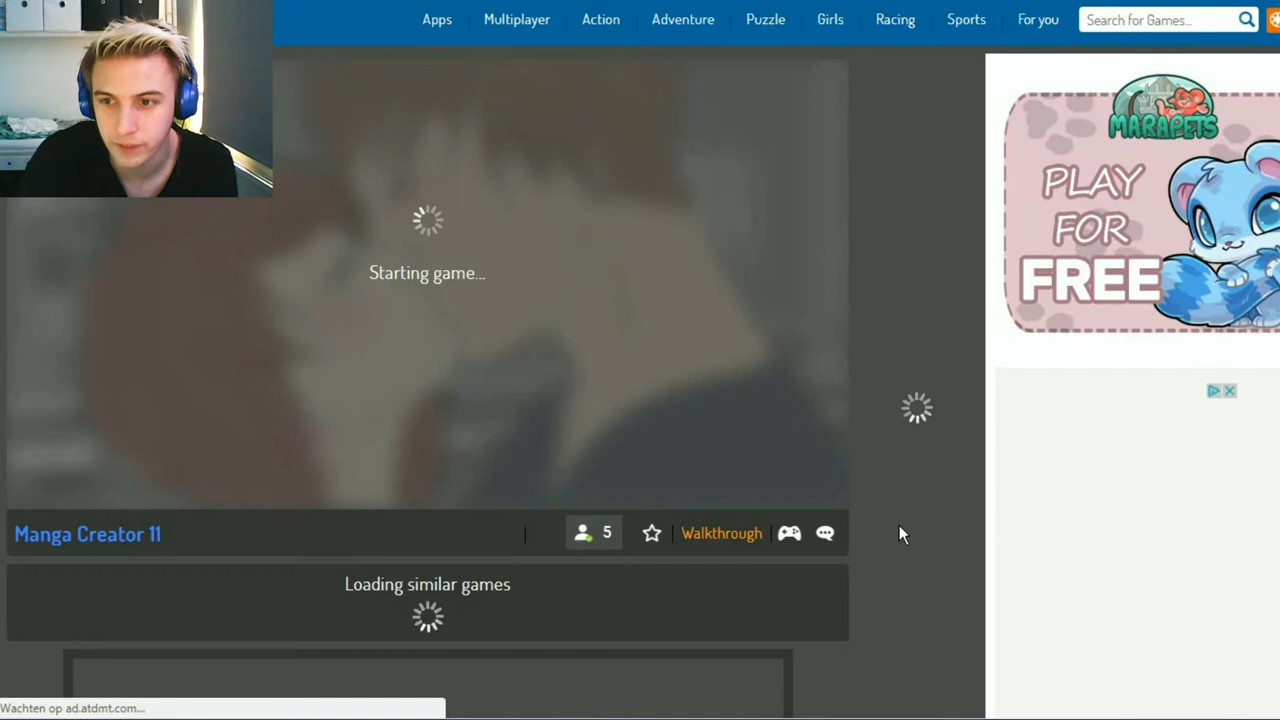 Apps Multiplayer Action Adventure Puzzle Girls Racing Sports For you Search for Games...
MARAPETS
PLAY
FOR
FREE
Starting game...
Manga Creator 11 5 Walkthrough
Loading similar games
Wachten op ad.atdmt.com...